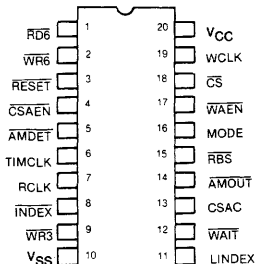 RD6 1 20 VCC
WR6 2 19 WCLK
RESET 3 18 CS
CSAEN 4 17 WAEN
AMDET 5 16 MODE
TIMCLK 6 15 RBS
RCLK 7 14 AMOUT
INDEX 8 13 CSAC
WR3 9 12 WAIT
VSS 10 11 LINDEX